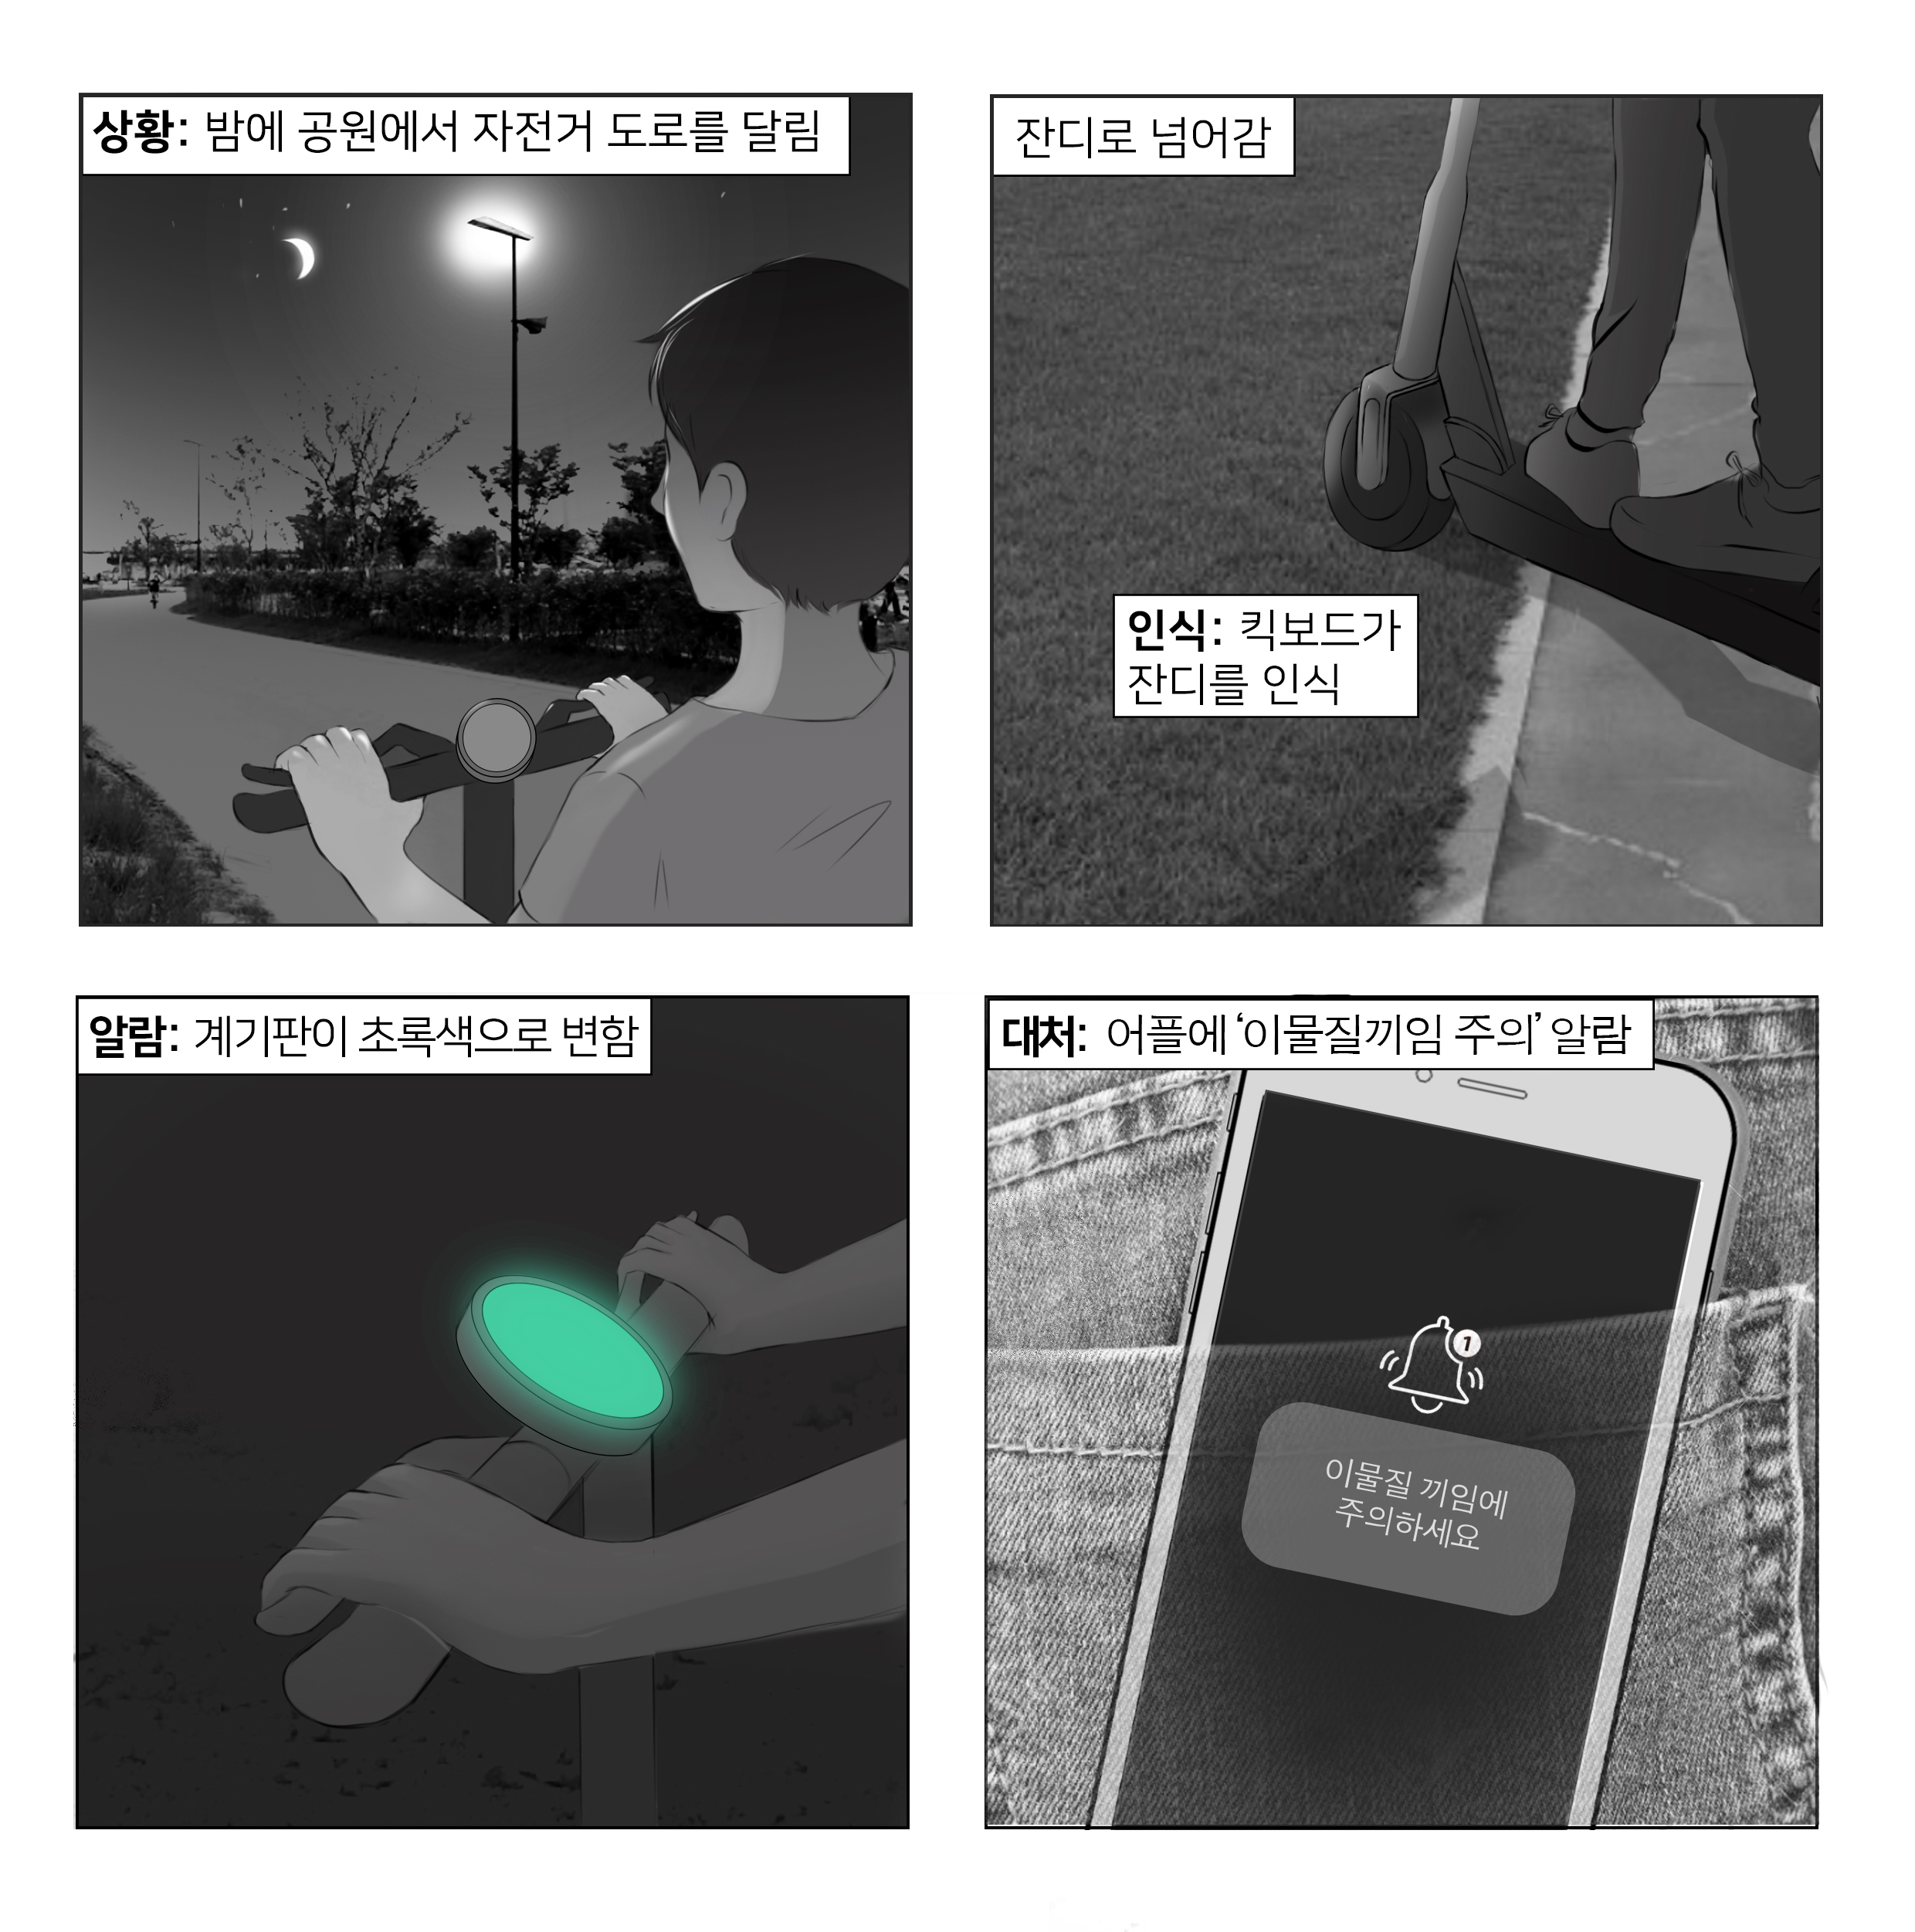 상황: 밤에 공원에서 자전거 도로를 달림
잔디로 넘어감
인식: 킥보드가
잔디를 인식
알람: 계기판이 초록색으로 변함
대처: 어플에 ‘이물질끼임 주의’ 알람
1
이물질 끼임에
주의하세요